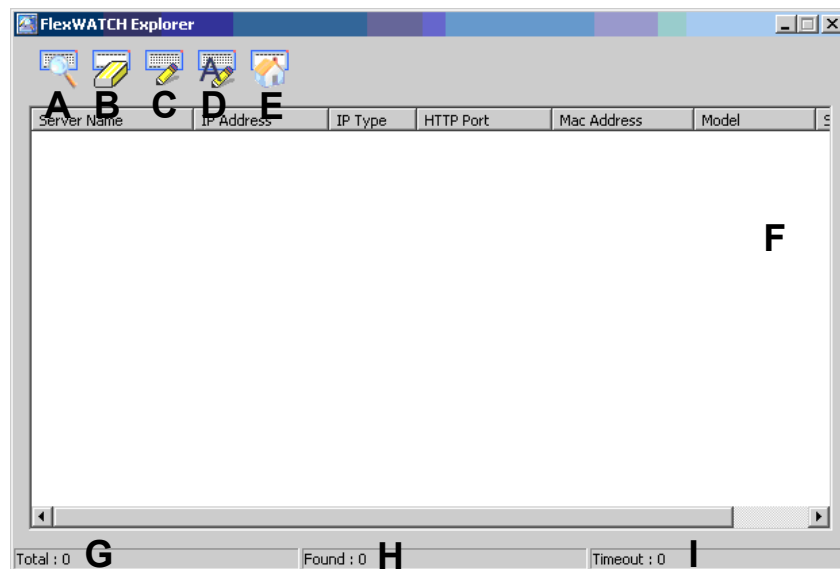 FlexWATCH Explorer
A B C D E
Server Name IP Address IP Type HTTP Port Mac Address Model S
F
Total : 0 G Found : 0 H Timeout : 0 I